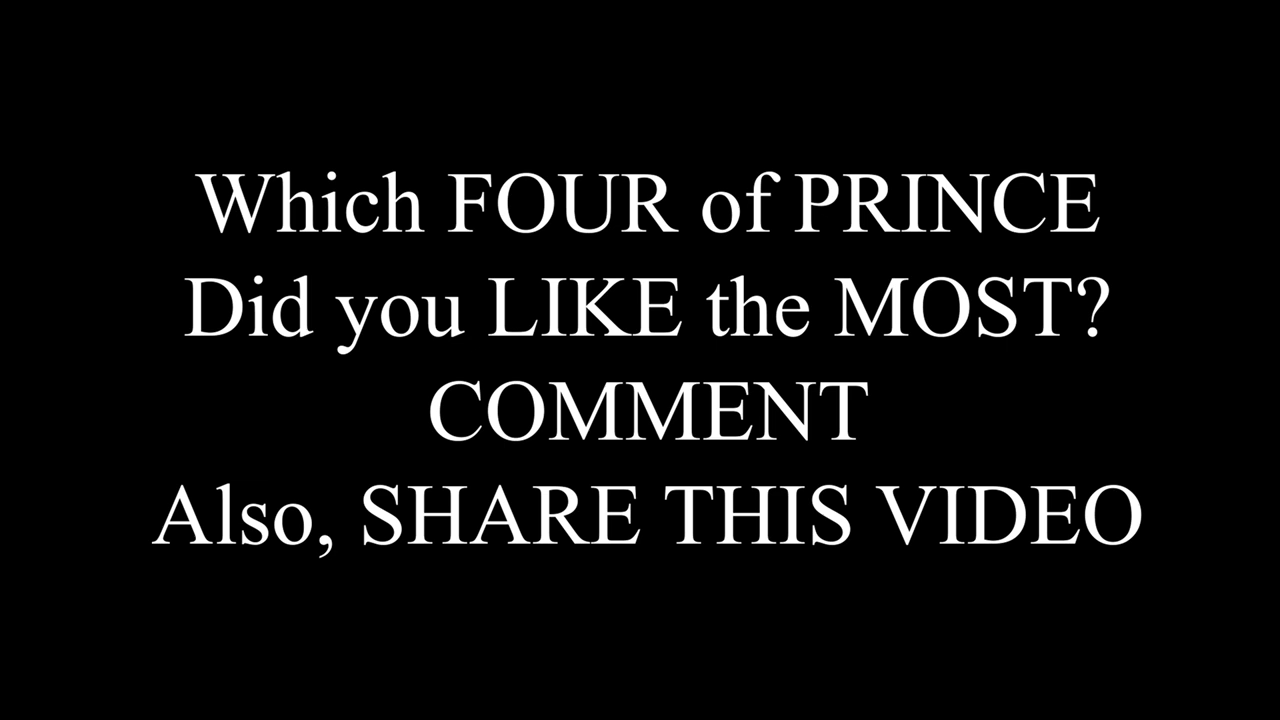 Which FOUR of PRINCE
Did you LIKE the MOST?
COMMENT
Also, SHARE THIS VIDEO